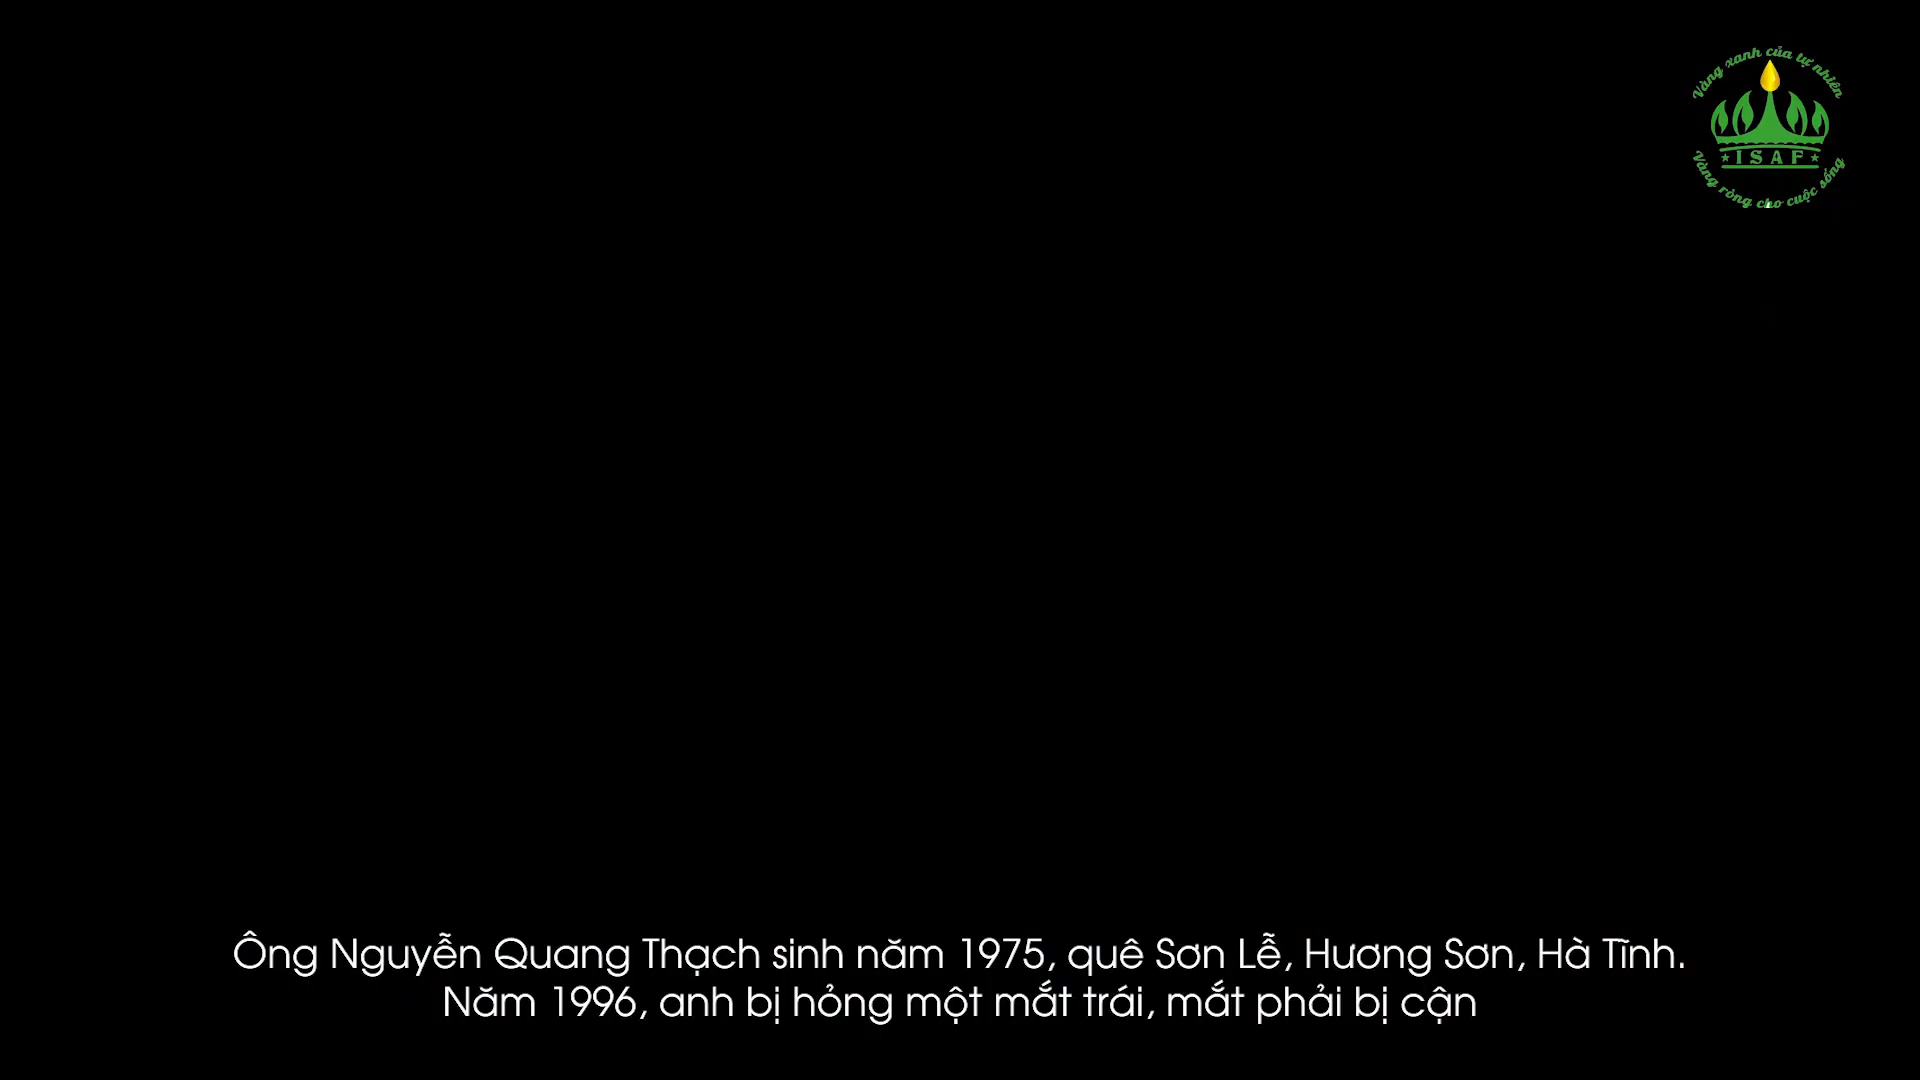 Vàng xanh của tự nhiên
ISAF
Vàng ròng cho cuộc sống
Ông Nguyễn Quang Thạch sinh năm 1975, quê Sơn Lễ, Hương Sơn, Hà Tĩnh.
Năm 1996, anh bị hỏng một mắt trái, mắt phải bị cận